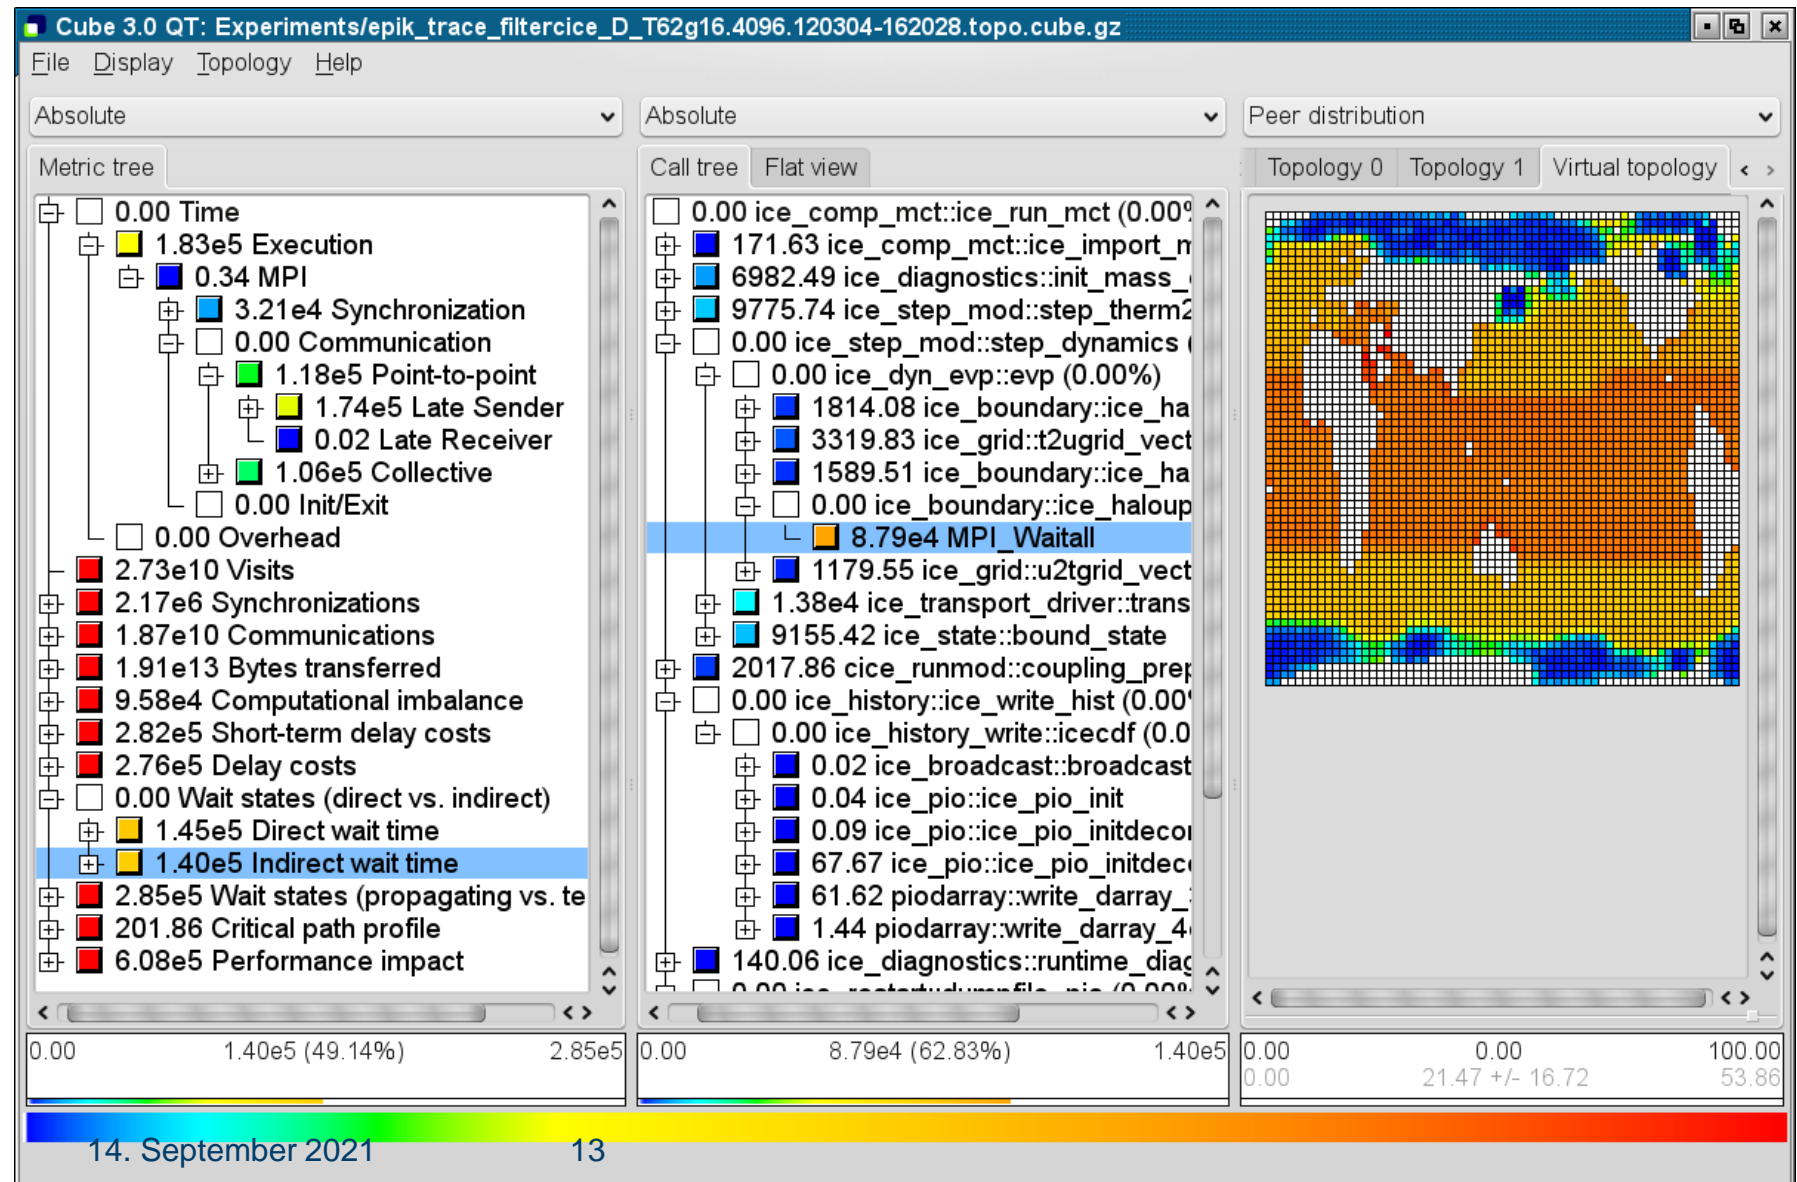 Cube 3.0 QT: Experiments/epik_trace_filtercice_D_T62g16.4096.120304-162028.topo.cube.gz
File Display Topology Help
Absolute
Metric tree
0.00 Time
1.83e5 Execution
0.34 MPI
3.21e4 Synchronization
0.00 Communication
1.18e5 Point-to-point
1.74e5 Late Sender
0.02 Late Receiver
1.06e5 Collective
0.00 Init/Exit
0.00 Overhead
2.73e10 Visits
2.17e6 Synchronizations
1.87e10 Communications
1.91e13 Bytes transferred
9.58e4 Computational imbalance
2.82e5 Short-term delay costs
2.76e5 Delay costs
0.00 Wait states (direct vs. indirect)
1.45e5 Direct wait time
1.40e5 Indirect wait time
2.85e5 Wait states (propagating vs. te
201.86 Critical path profile
6.08e5 Performance impact
0.00 1.40e5 (49.14%) 2.85e5
Absolute
Call tree Flat view
0.00 ice_comp_mct::ice_run_mct (0.00%
171.63 ice_comp_mct::ice_import_m
6982.49 ice_diagnostics::init_mass_
9775.74 ice_step_mod::step_therm2
0.00 ice_step_mod::step_dynamics (
0.00 ice_dyn_evp::evp (0.00%)
1814.08 ice_boundary::ice_ha
3319.83 ice_grid::t2ugrid_vect
1589.51 ice_boundary::ice_ha
0.00 ice_boundary::ice_haloup
8.79e4 MPI_Waitall
1179.55 ice_grid::u2tgrid_vect
1.38e4 ice_transport_driver::trans
9155.42 ice_state::bound_state
2017.86 cice_runmod::coupling_prep
0.00 ice_history::ice_write_hist (0.00%
0.00 ice_history_write::icecdf (0.0
0.02 ice_broadcast::broadcast
0.04 ice_pio::ice_pio_init
0.09 ice_pio::ice_pio_initdecom
67.67 ice_pio::ice_pio_initdeco
61.62 piodarray::write_darray_
1.44 piodarray::write_darray_4
140.06 ice_diagnostics::runtime_diag
0.00 8.79e4 (62.83%) 1.40e5
Peer distribution
Topology 0 Topology 1 Virtual topology
0.00 0.00 100.00
0.00 21.47 +/- 16.72 53.86
14. September 2021 13